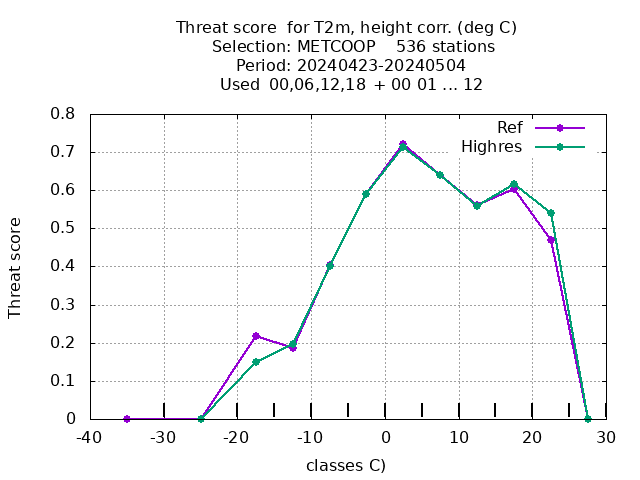 Threat score  for T2m, height corr. (deg C)
Selection: METCOOP    536 stations
Period: 20240423-20240504
Used  00,06,12,18  + 00 01 ... 12
Ref
Highres
Threat score
0.8
0.7
0.6
0.5
0.4
0.3
0.2
0.1
0
-40
-30
-20
-10
0
10
20
30
classes C)